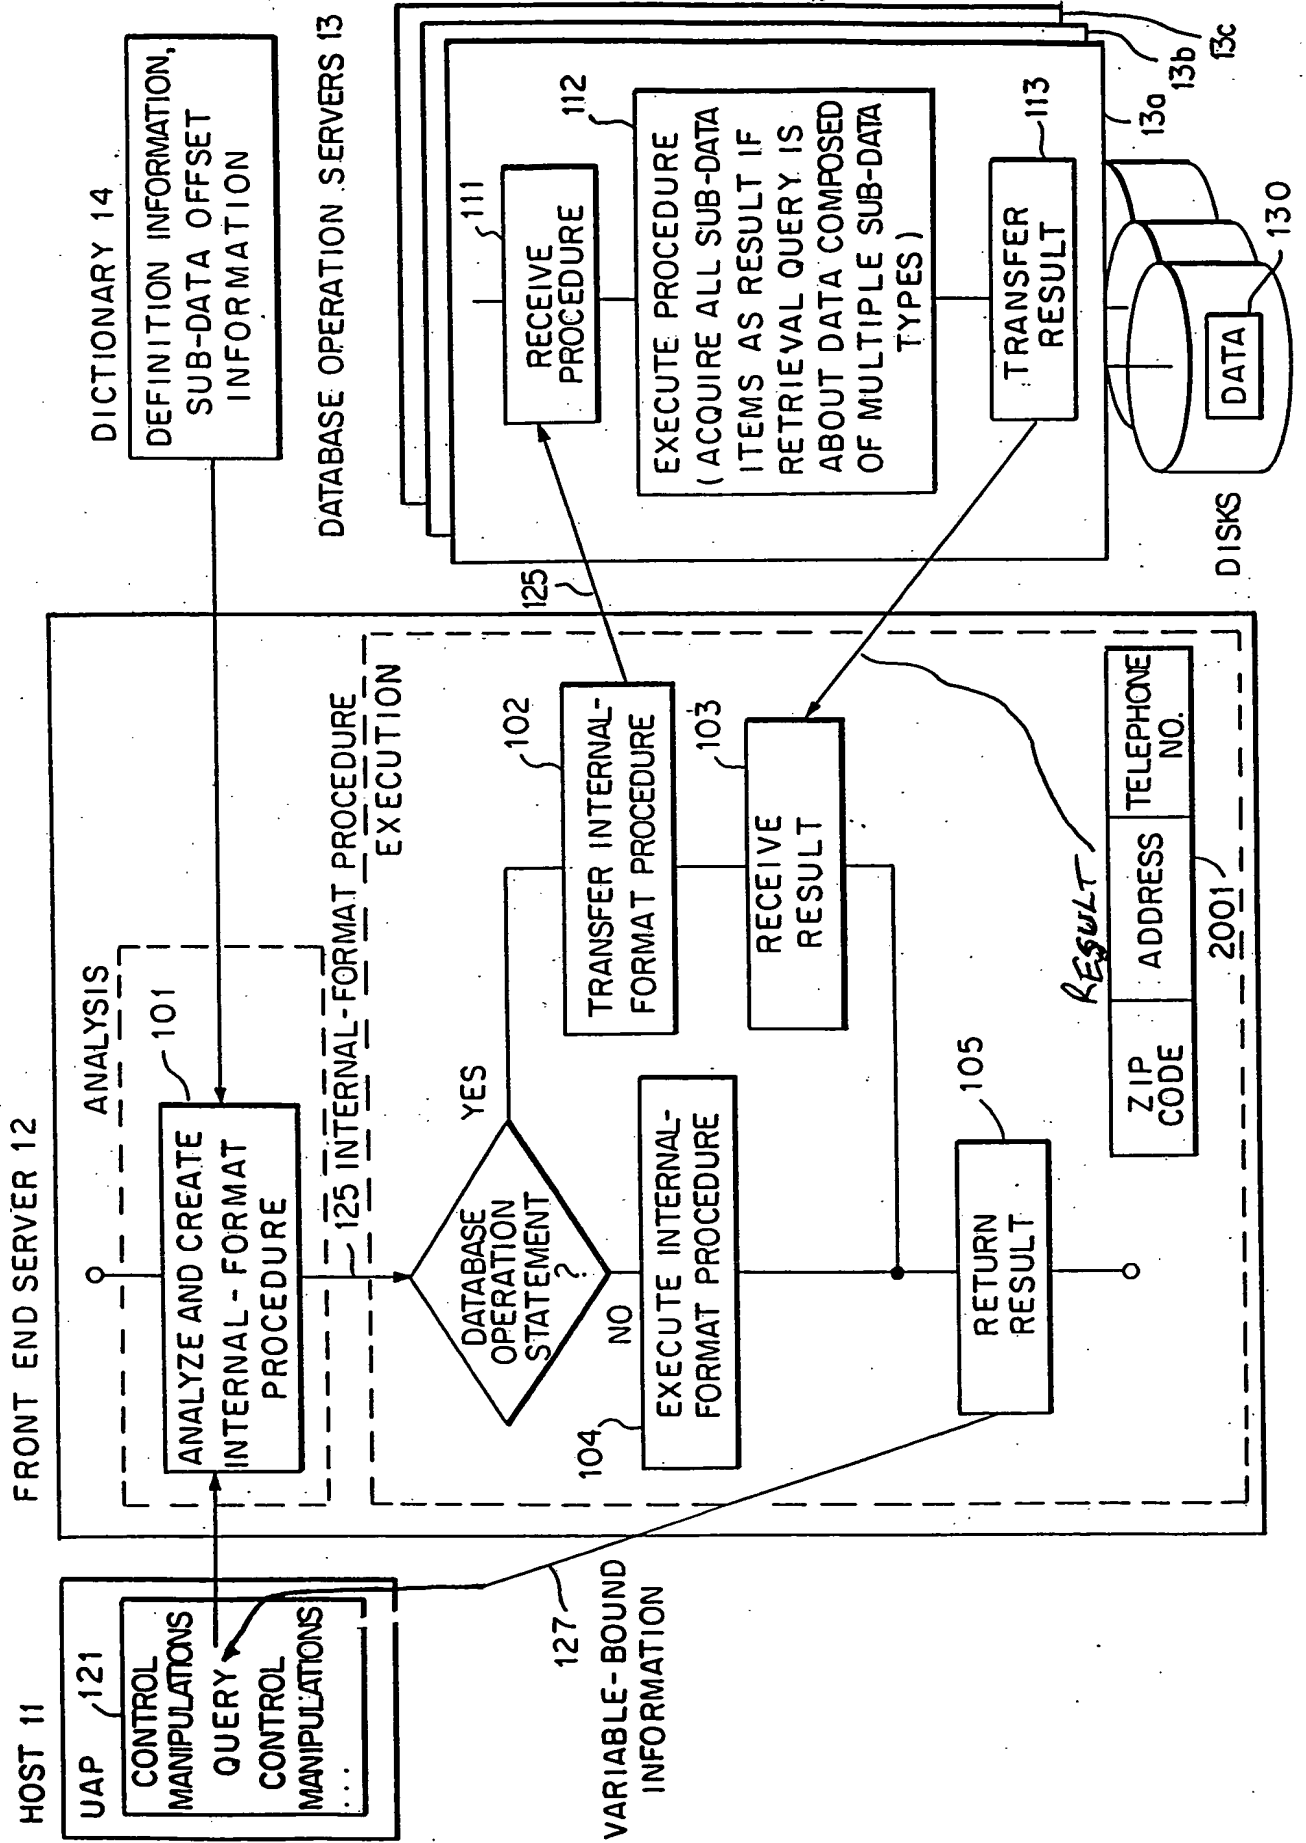 HOST 11
UAP
121
CONTROL
MANIPULATIONS
QUERY
CONTROL
MANIPULATIONS
...
127
VARIABLE-BOUND
INFORMATION
FRONT END SERVER 12
ANALYSIS
101
ANALYZE AND CREATE
INTERNAL-FORMAT
PROCEDURE
125 INTERNAL-FORMAT PROCEDURE
EXECUTION
DATABASE
OPERATION
STATEMENT
?
YES
NO
102
TRANSFER INTERNAL-
FORMAT PROCEDURE
103
RECEIVE
RESULT
104
EXECUTE INTERNAL-
FORMAT PROCEDURE
105
RETURN
RESULT
RESULT
ZIP
CODE
ADDRESS
TELEPHONE
NO.
2001
DICTIONARY 14
DEFINITION INFORMATION,
SUB-DATA OFFSET
INFORMATION
DATABASE OPERATION SERVERS 13
125
111
RECEIVE
PROCEDURE
112
EXECUTE PROCEDURE
(ACQUIRE ALL SUB-DATA
ITEMS AS RESULT IF
RETRIEVAL QUERY IS
ABOUT DATA COMPOSED
OF MULTIPLE SUB-DATA
TYPES)
113
TRANSFER
RESULT
13a
13b
13c
DISKS
DATA
130